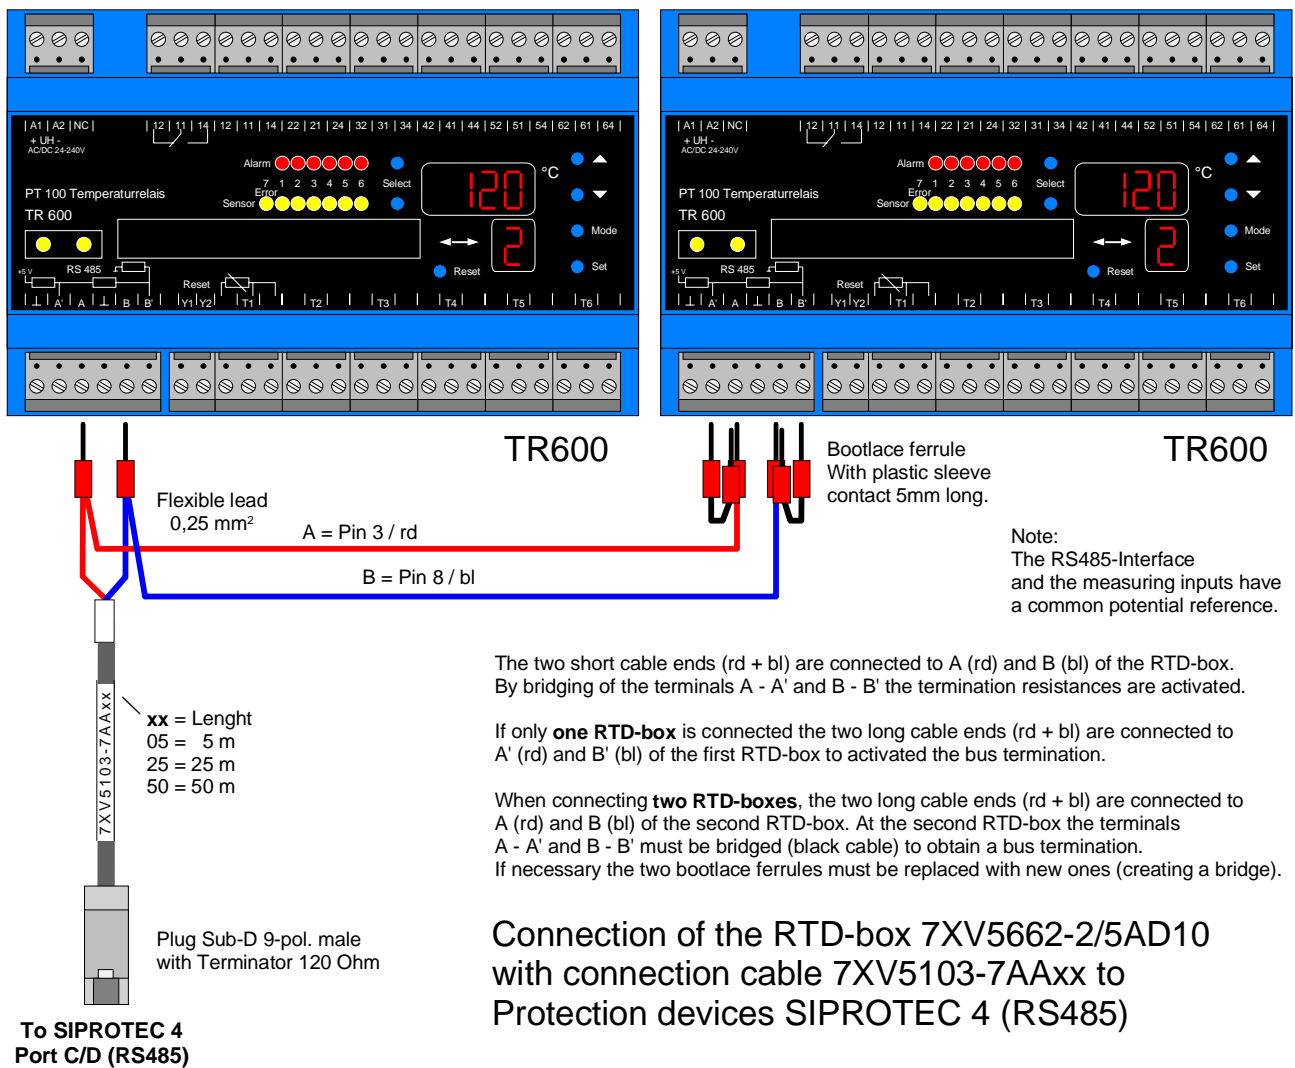 | A1 | A2 | NC |
+ UH -
AC/DC 24-240V
| 12 | 11 | 14 | 12 | 11 | 14 | 22 | 21 | 24 | 32 | 31 | 34 | 42 | 41 | 44 | 52 | 51 | 54 | 62 | 61 | 64 |
Alarm
7 1 2 3 4 5 6
Error
Sensor
Select
120
°C
PT 100 Temperaturrelais
TR 600
Mode
2
Reset
Set
+5 V
RS 485
Reset
⊥ A' A ⊥ B B' Y1 Y2 T1 T2 T3 T4 T5 T6
| A1 | A2 | NC |
+ UH -
AC/DC 24-240V
| 12 | 11 | 14 | 12 | 11 | 14 | 22 | 21 | 24 | 32 | 31 | 34 | 42 | 41 | 44 | 52 | 51 | 54 | 62 | 61 | 64 |
Alarm
7 1 2 3 4 5 6
Error
Sensor
Select
120
°C
PT 100 Temperaturrelais
TR 600
Mode
2
Reset
Set
+5 V
RS 485
Reset
⊥ A' A ⊥ B B' Y1 Y2 T1 T2 T3 T4 T5 T6
TR600
Bootlace ferrule
With plastic sleeve
contact 5mm long.
TR600
Flexible lead
0,25 mm²
A = Pin 3 / rd
B = Pin 8 / bl
Note:
The RS485-Interface
and the measuring inputs have
a common potential reference.
The two short cable ends (rd + bl) are connected to A (rd) and B (bl) of the RTD-box.
By bridging of the terminals A - A' and B - B' the termination resistances are activated.
If only one RTD-box is connected the two long cable ends (rd + bl) are connected to
A' (rd) and B' (bl) of the first RTD-box to activated the bus termination.
When connecting two RTD-boxes, the two long cable ends (rd + bl) are connected to
A (rd) and B (bl) of the second RTD-box. At the second RTD-box the terminals
A - A' and B - B' must be bridged (black cable) to obtain a bus termination.
If necessary the two bootlace ferrules must be replaced with new ones (creating a bridge).
7XV5103-7AAxx
xx = Lenght
05 = 5 m
25 = 25 m
50 = 50 m
Plug Sub-D 9-pol. male
with Terminator 120 Ohm
Connection of the RTD-box 7XV5662-2/5AD10
with connection cable 7XV5103-7AAxx to
Protection devices SIPROTEC 4 (RS485)
To SIPROTEC 4
Port C/D (RS485)